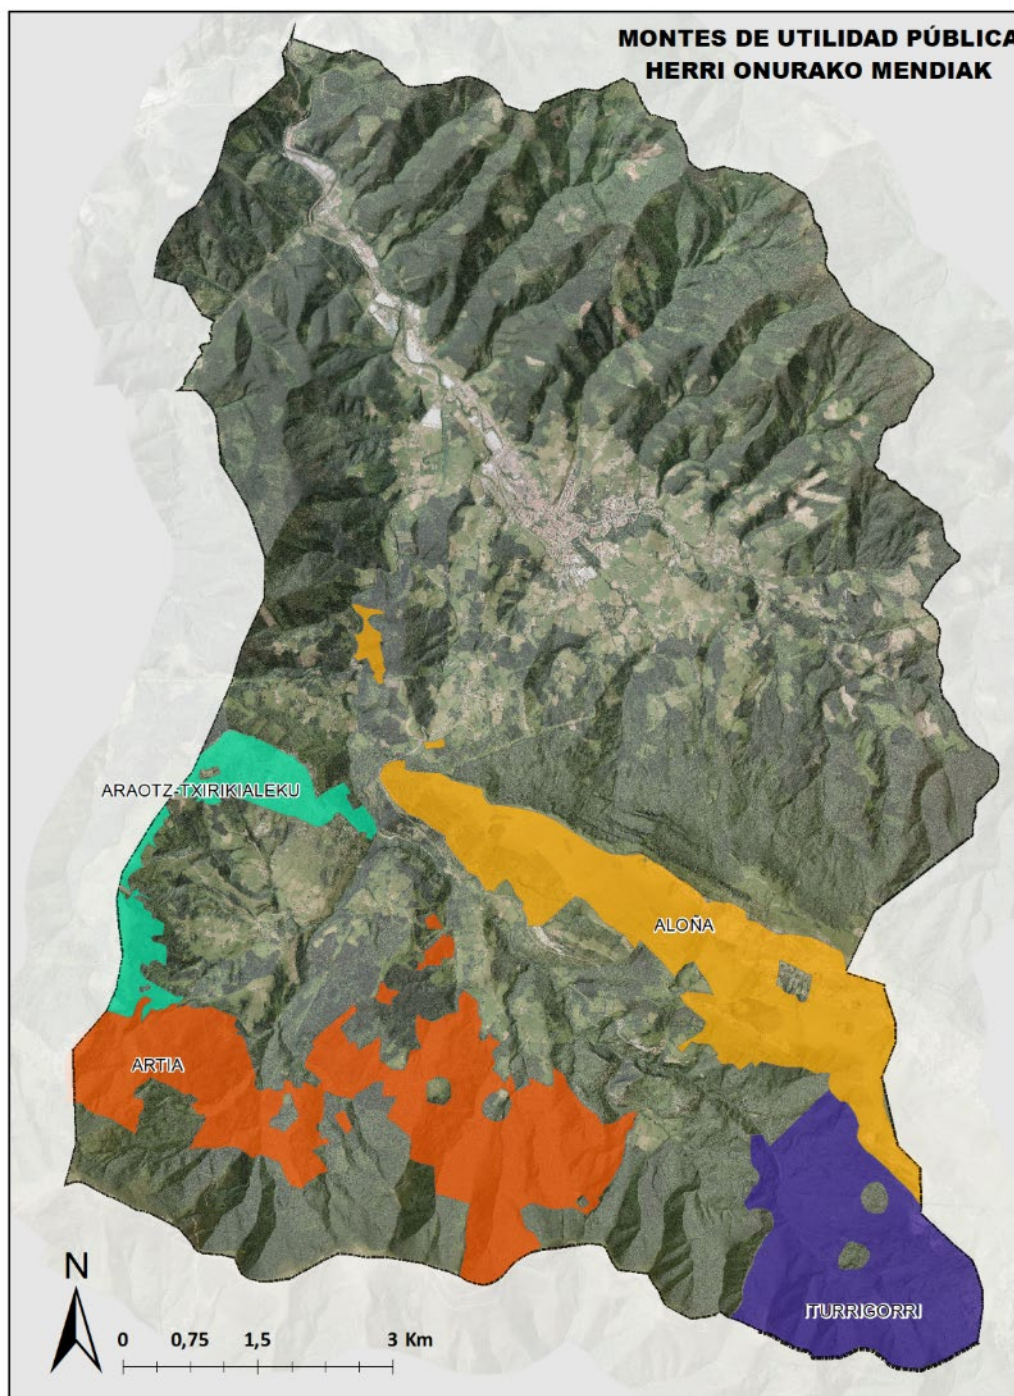 MONTES DE UTILIDAD PÚBLICA
HERRI ONURAKO MENDIAK
ARAOTZ-TXIRIKIALEKU
ALOÑA
ARTIA
ITURRIGORRI
N
0 0,75 1,5 3 Km